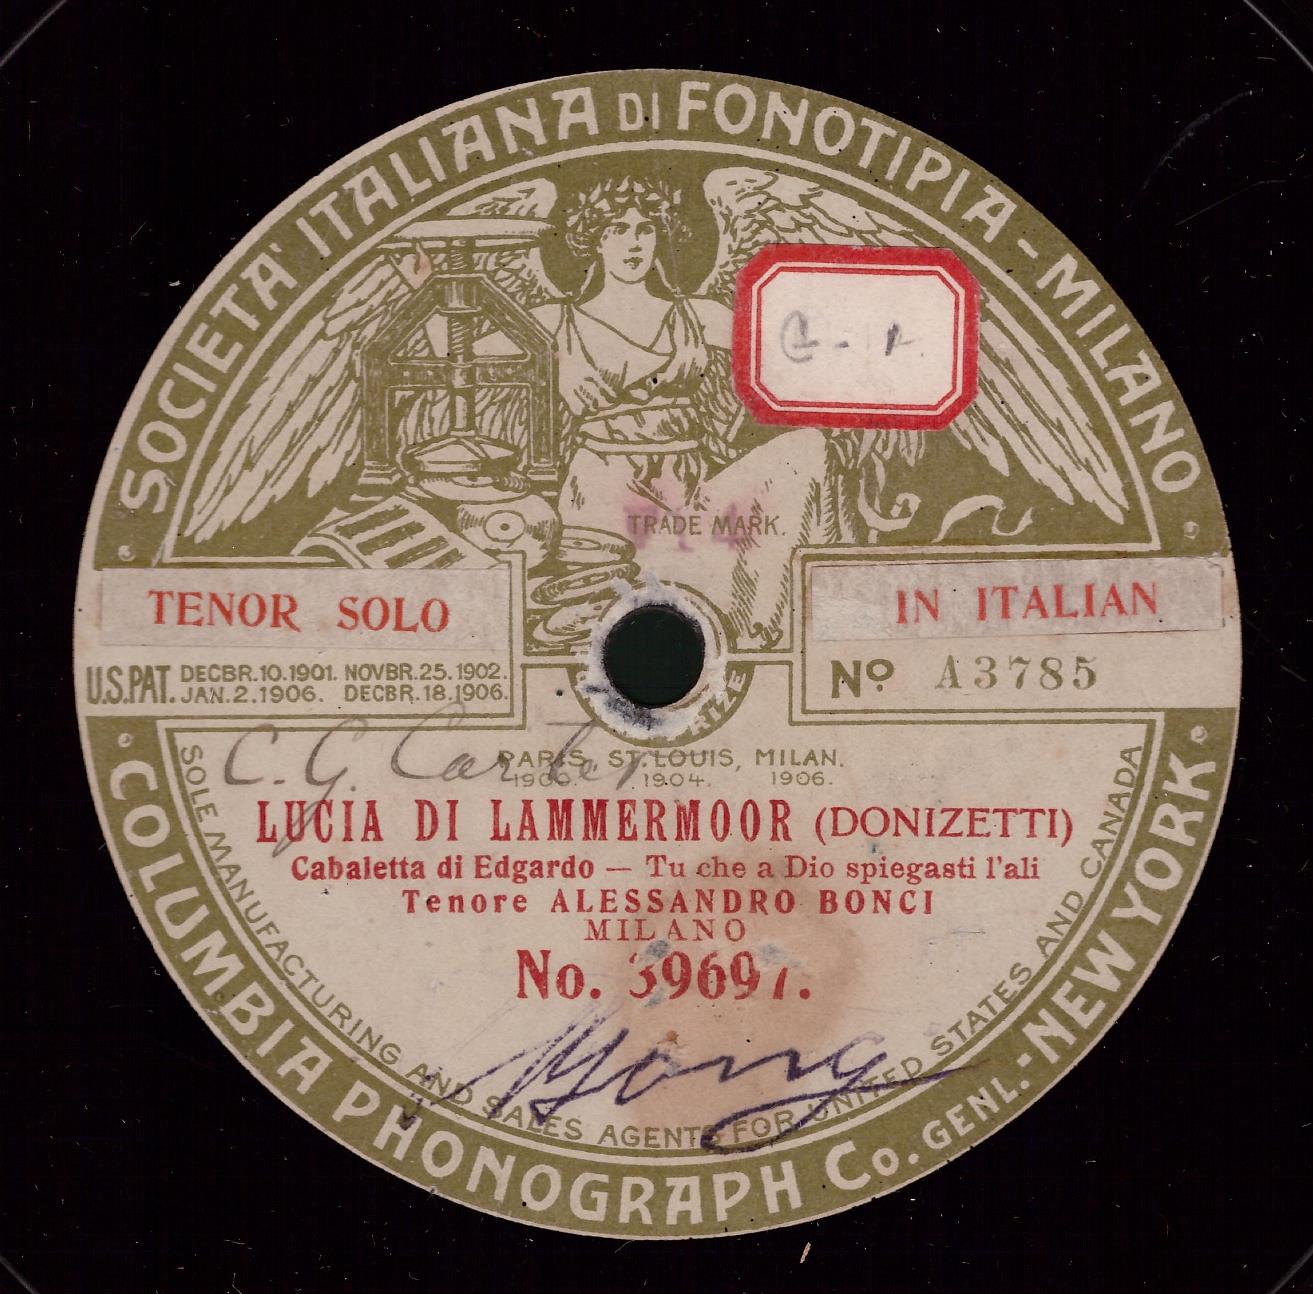 SOCIETA' ITALIANA DI FONOTIPIA - MILANO
TRADE MARK.
TENOR SOLO
IN ITALIAN
U.S.PAT. DECBR.10.1901. NOVBR.25.1902.
JAN.2.1906. DECBR.18.1906.
No. A3785
C. G. Carter
PARIS, ST. LOUIS, MILAN.
1900. 1904. 1906.
LUCIA DI LAMMERMOOR (DONIZETTI)
Cabaletta di Edgardo — Tu che a Dio spiegasti l'ali
Tenore ALESSANDRO BONCI
MILANO
No. 39697.
SOLE MANUFACTURING AND SALES AGENTS FOR UNITED STATES AND CANADA
COLUMBIA PHONOGRAPH Co. GENL. - NEW YORK